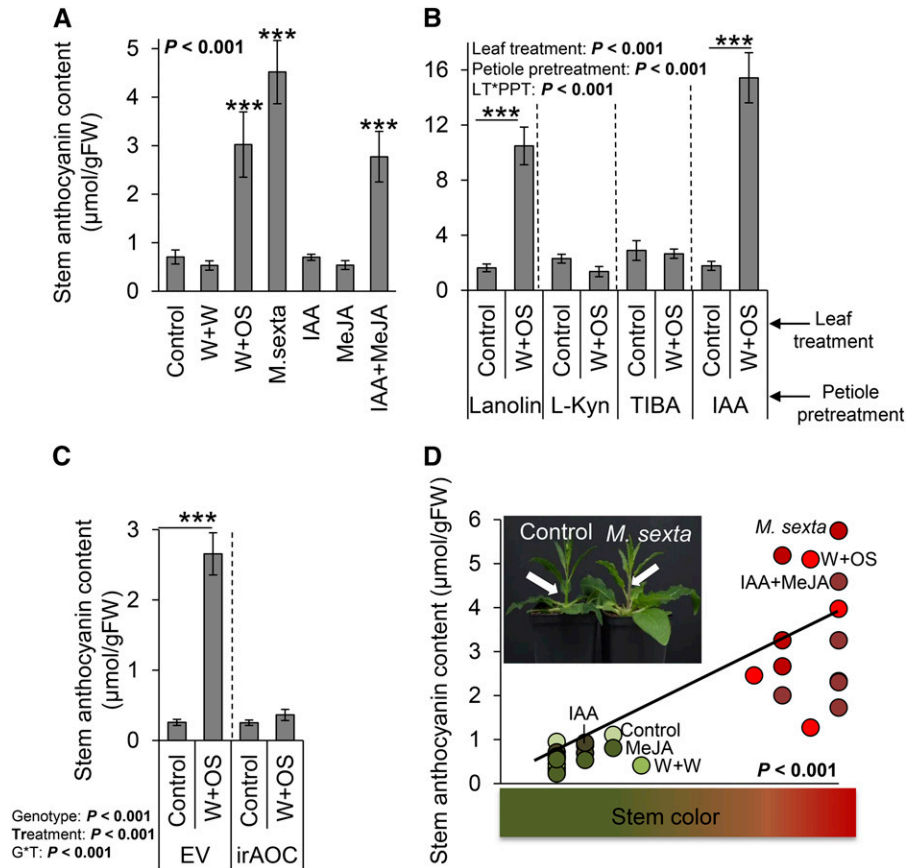 A
Stem anthocyanin content
(µmol/gFW)
5
4
3
2
1
0
P < 0.001
***
***
***
Control
W+W
W+OS
M.sexta
IAA
MeJA
IAA+MeJA
B
16
12
8
4
0
Leaf treatment: P < 0.001
Petiole pretreatment: P < 0.001
LT*PPT: P < 0.001
***
***
Control
W+OS
Control
W+OS
Control
W+OS
Control
W+OS
Lanolin
L-Kyn
TIBA
IAA
Leaf
treatment
Petiole
pretreatment
C
Stem anthocyanin content
(µmol/gFW)
3
2
1
0
***
Control
W+OS
Control
W+OS
EV
irAOC
Genotype: P < 0.001
Treatment: P < 0.001
G*T: P < 0.001
D
Stem anthocyanin content (µmol/gFW)
6
5
4
3
2
1
0
Control
M. sexta
M. sexta
W+OS
IAA+MeJA
IAA
Control
MeJA
W+W
P < 0.001
Stem color